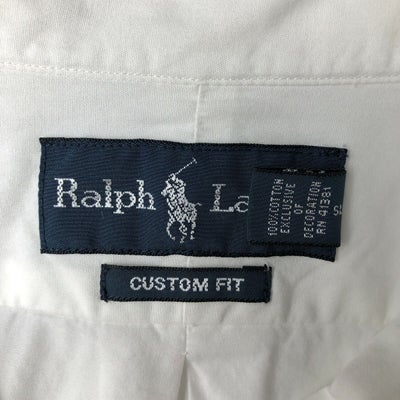 Ralph La
100% COTTON
EXCLUSIVE
OF
DECORATION
RN 41381
CUSTOM FIT